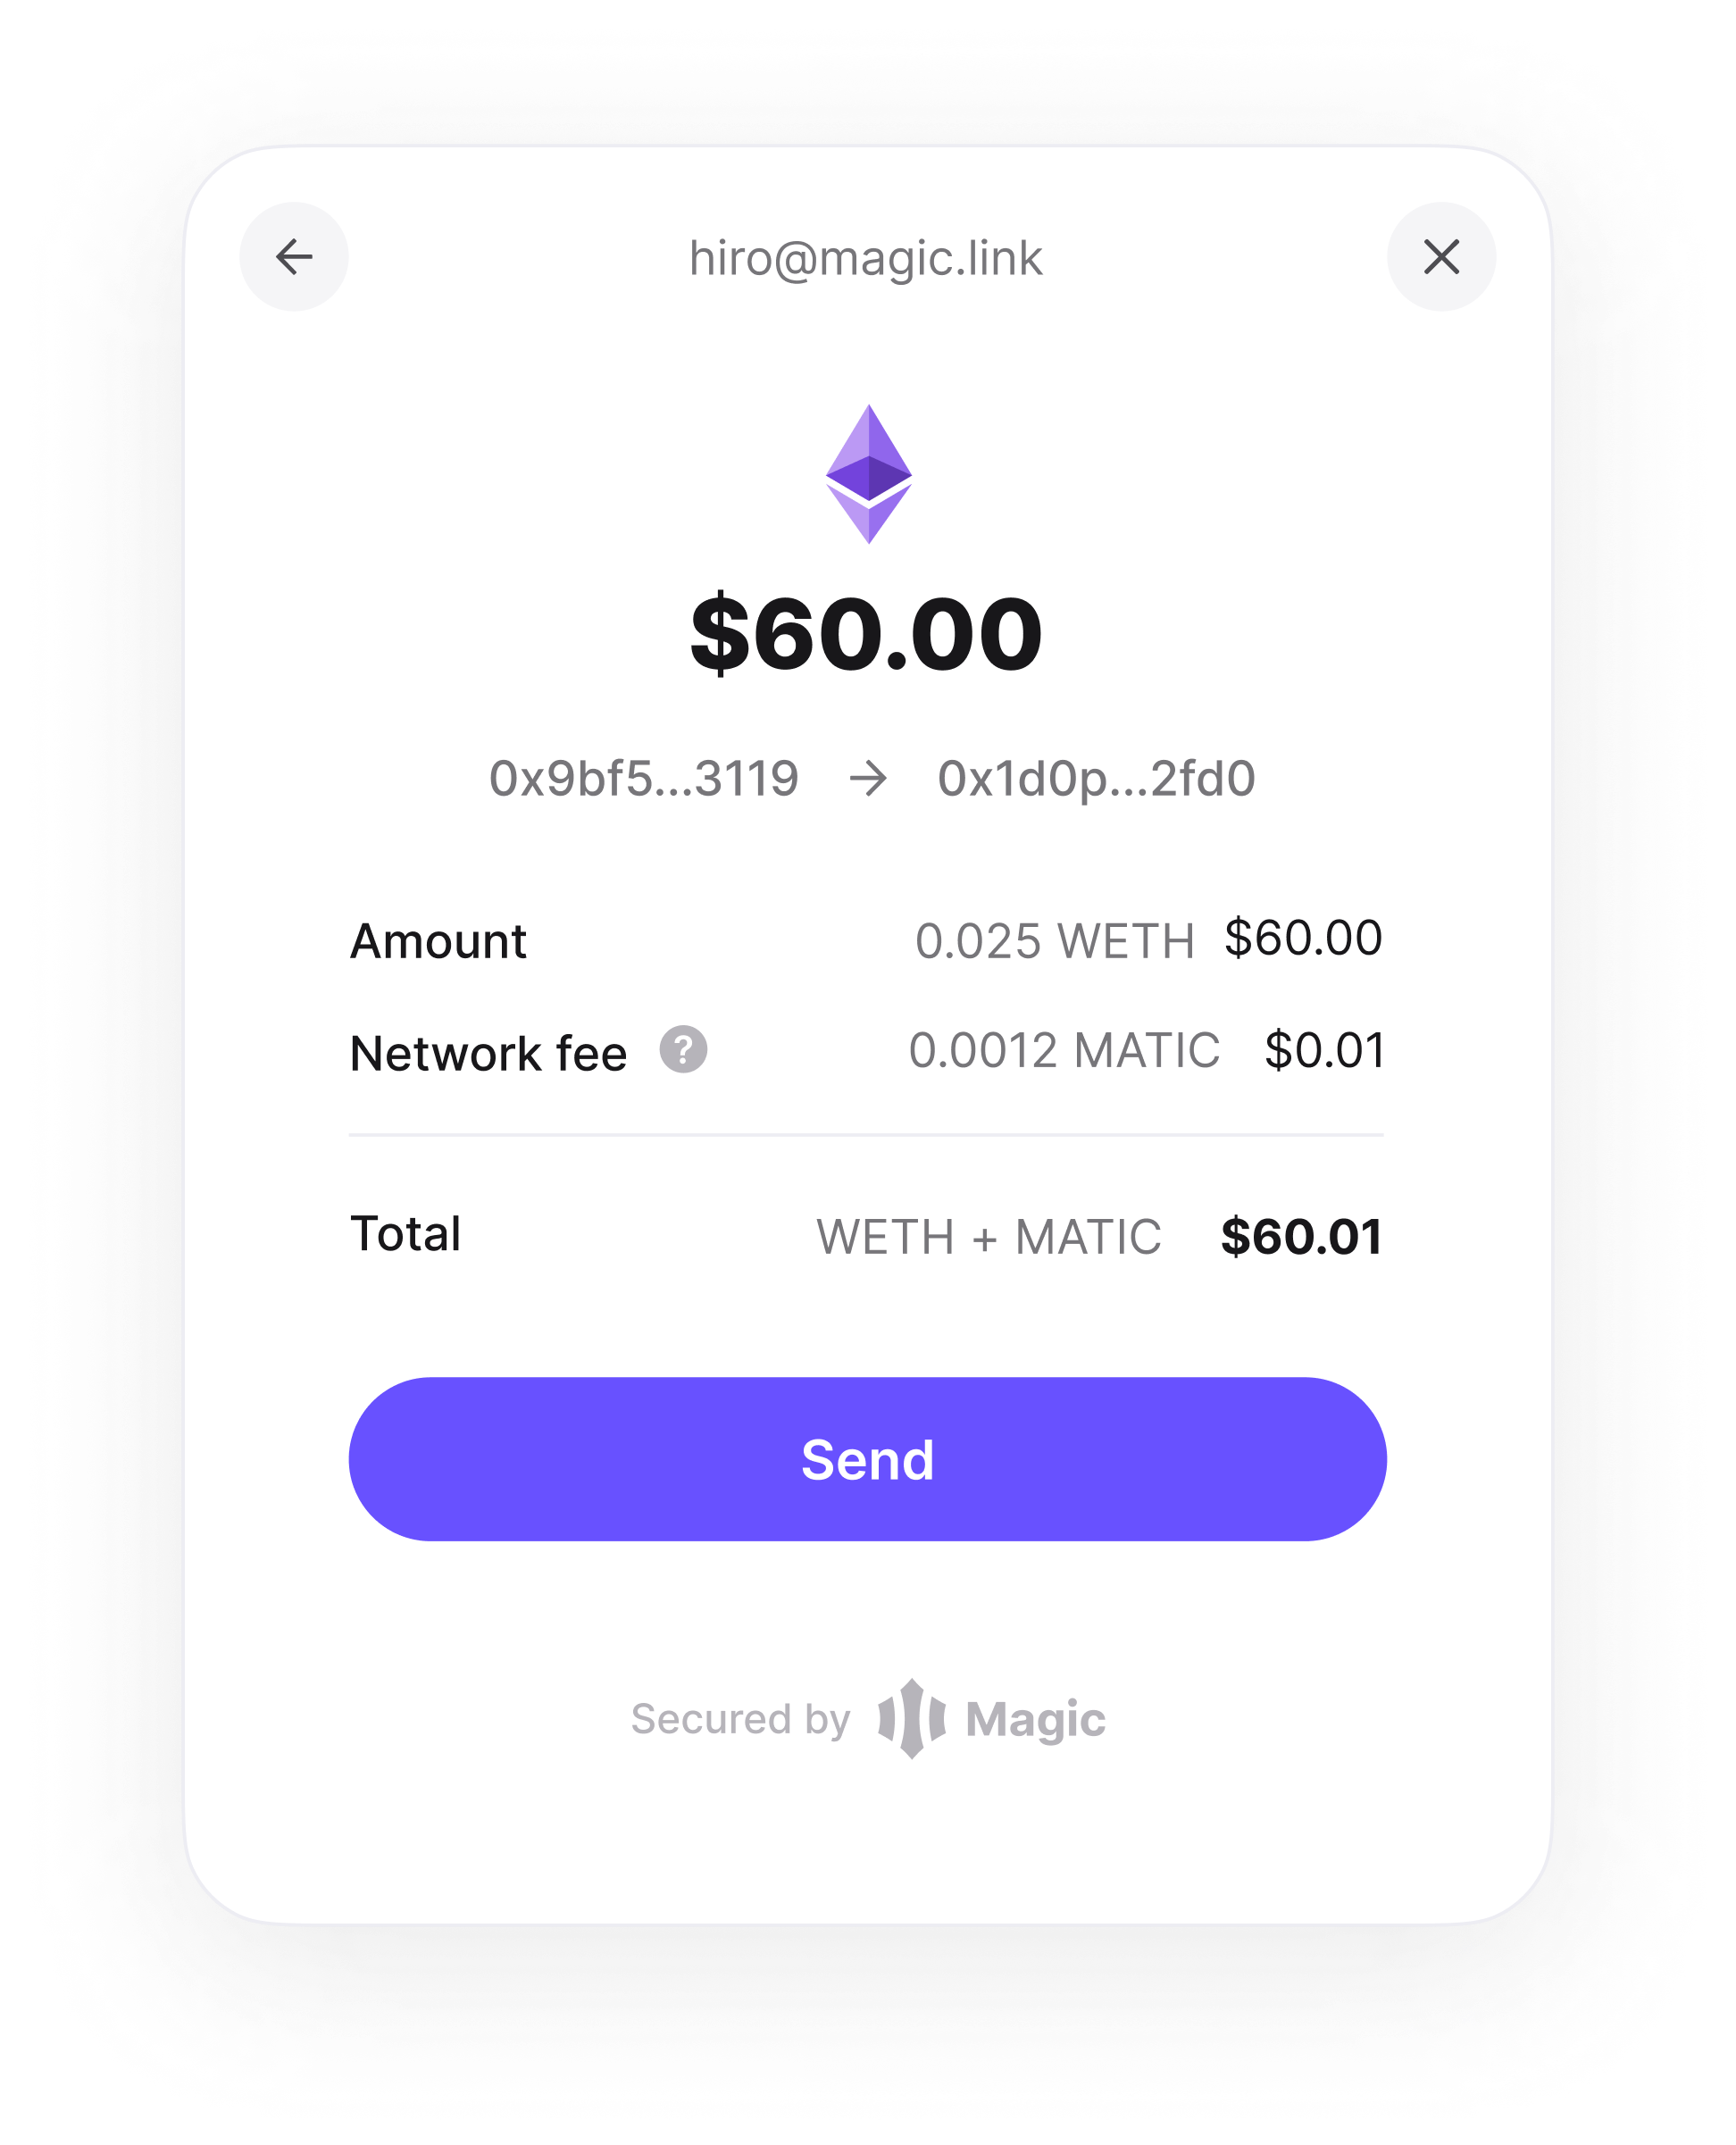 hiro@magic.link
$60.00
0x9bf5...3119 → 0x1d0p...2fd0
Amount 0.025 WETH $60.00
Network fee ? 0.0012 MATIC $0.01
Total WETH + MATIC $60.01
Send
Secured by Magic